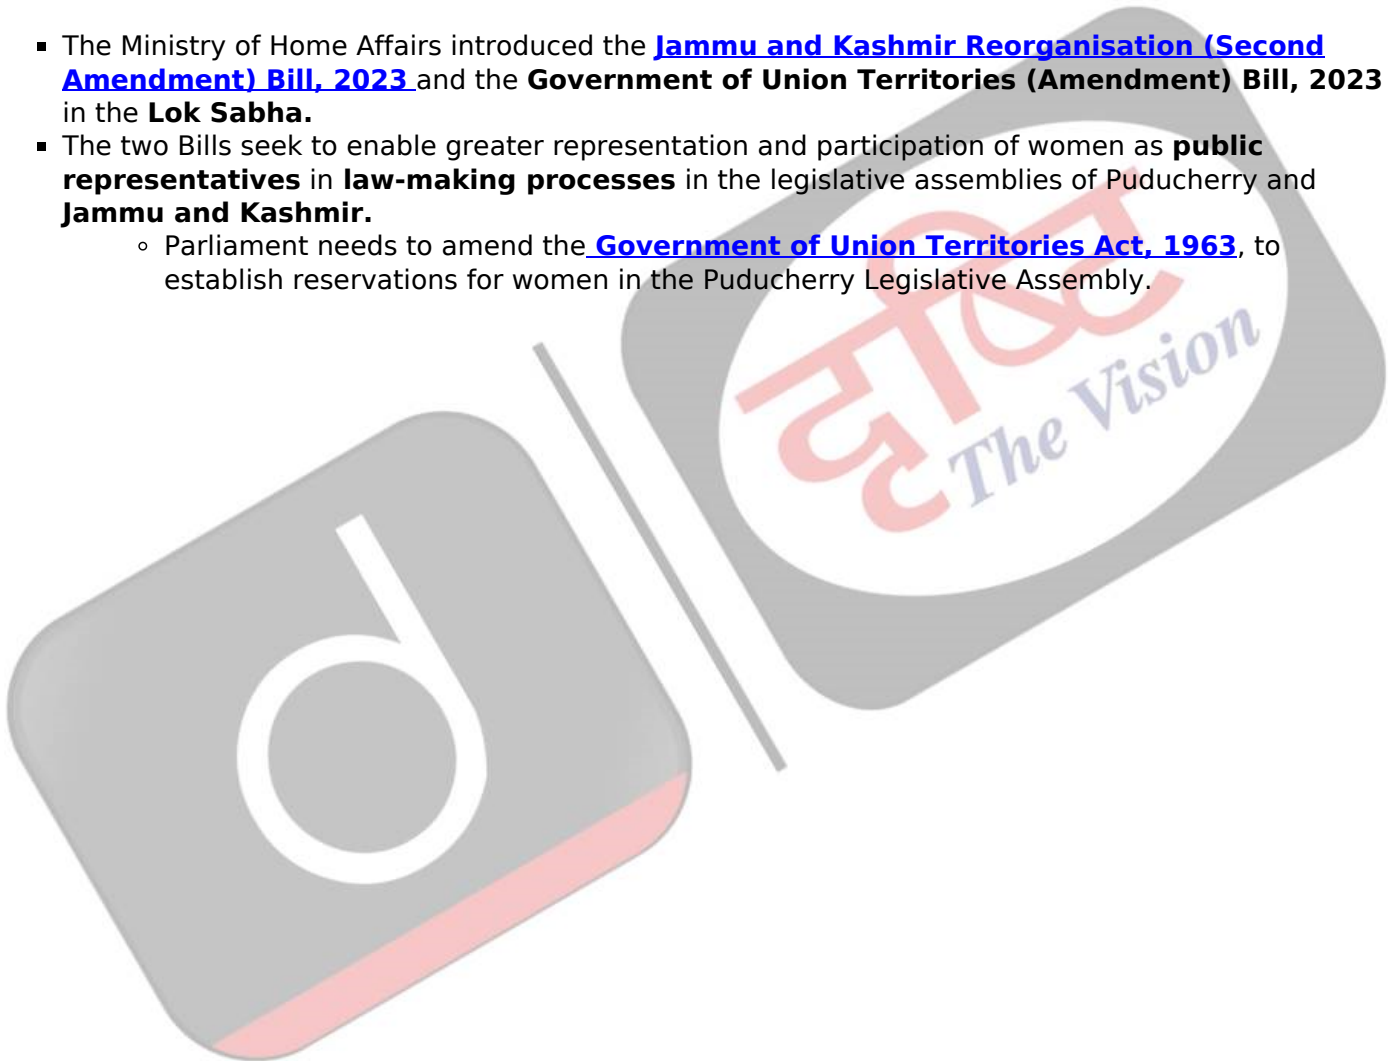 ▪ The Ministry of Home Affairs introduced the Jammu and Kashmir Reorganisation (Second
Amendment) Bill, 2023 and the Government of Union Territories (Amendment) Bill, 2023
in the Lok Sabha.
▪ The two Bills seek to enable greater representation and participation of women as public
representatives in law-making processes in the legislative assemblies of Puducherry and
Jammu and Kashmir.
◦ Parliament needs to amend the Government of Union Territories Act, 1963, to
establish reservations for women in the Puducherry Legislative Assembly.
दृष्टि
The Vision
d